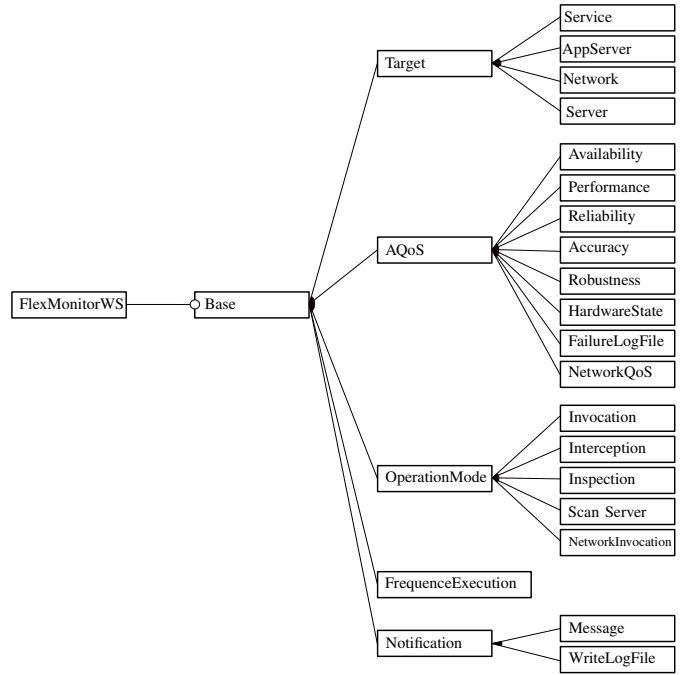 FlexMonitorWS
Base
Target
Service
AppServer
Network
Server
AQoS
Availability
Performance
Reliability
Accuracy
Robustness
HardwareState
FailureLogFile
NetworkQoS
OperationMode
Invocation
Interception
Inspection
Scan Server
NetworkInvocation
FrequenceExecution
Notification
Message
WriteLogFile